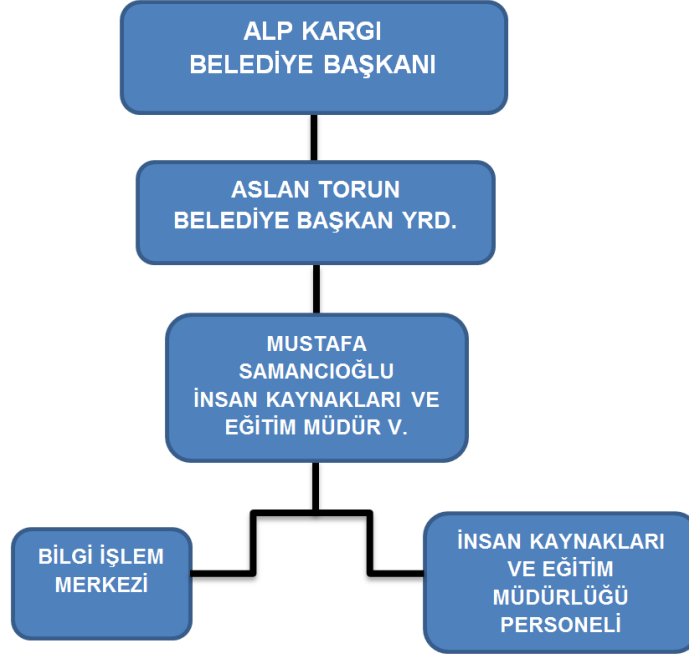 ALP KARGI
BELEDİYE BAŞKANI
ASLAN TORUN
BELEDİYE BAŞKAN YRD.
MUSTAFA
SAMANCIOĞLU
İNSAN KAYNAKLARI VE
EĞİTİM MÜDÜR V.
BİLGİ İŞLEM
MERKEZİ
İNSAN KAYNAKLARI
VE EĞİTİM
MÜDÜRLÜĞÜ
PERSONELİ